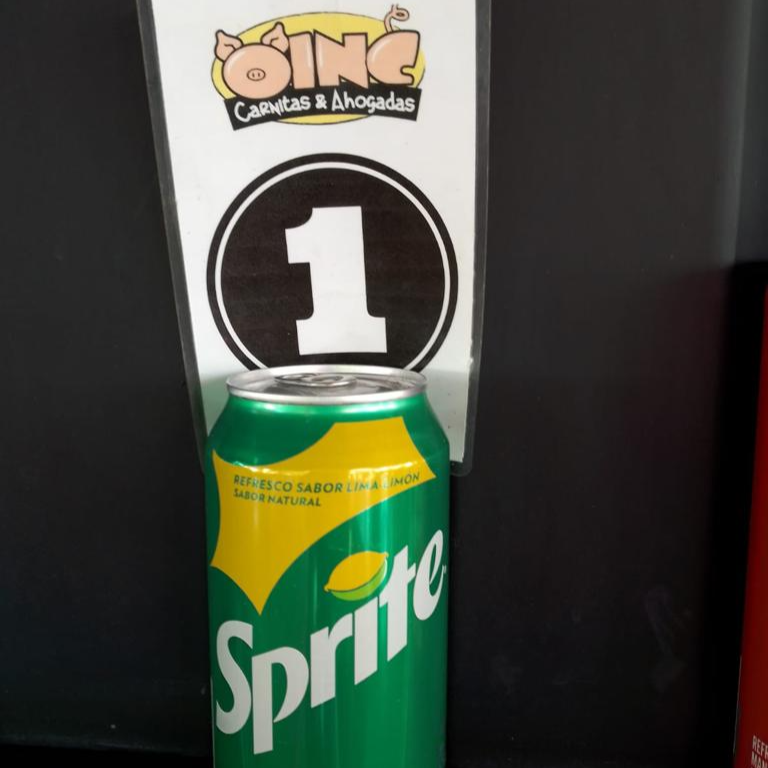 OINC
Carnitas & Ahogadas
1
REFRESCO SABOR LIMA-LIMÓN
SABOR NATURAL
Sprite